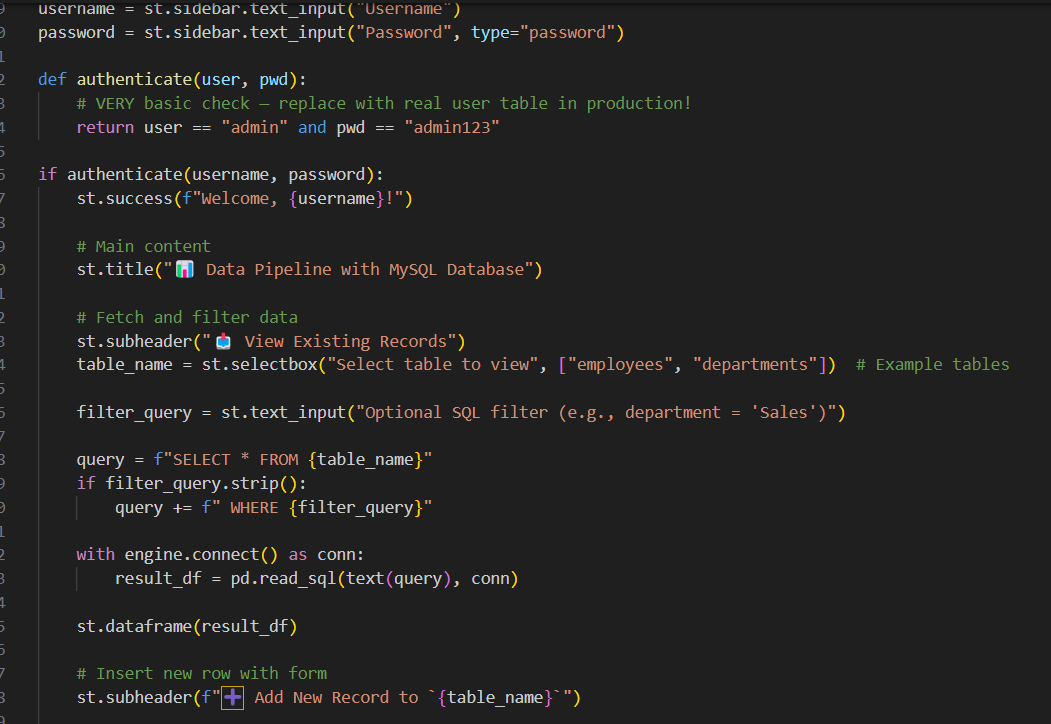 username = st.sidebar.text_input("Username")
password = st.sidebar.text_input("Password", type="password")
def authenticate(user, pwd):
# VERY basic check – replace with real user table in production!
return user == "admin" and pwd == "admin123"
if authenticate(username, password):
st.success(f"Welcome, {username}!")
# Main content
st.title("📊 Data Pipeline with MySQL Database")
# Fetch and filter data
st.subheader("📥 View Existing Records")
table_name = st.selectbox("Select table to view", ["employees", "departments"])  # Example tables
filter_query = st.text_input("Optional SQL filter (e.g., department = 'Sales')")
query = f"SELECT * FROM {table_name}"
if filter_query.strip():
query += f" WHERE {filter_query}"
with engine.connect() as conn:
result_df = pd.read_sql(text(query), conn)
st.dataframe(result_df)
# Insert new row with form
st.subheader(f"➕ Add New Record to `{table_name}`")